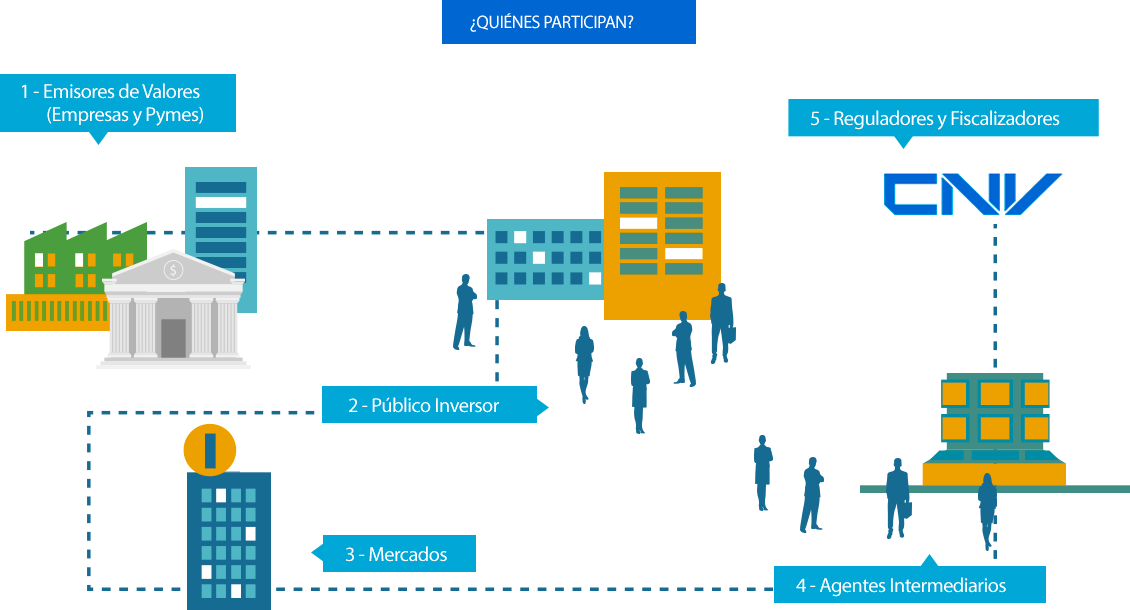 ¿QUIÉNES PARTICIPAN?
1 - Emisores de Valores
(Empresas y Pymes)
5 - Reguladores y Fiscalizadores
CNV
$
2 - Público Inversor
3 - Mercados
4 - Agentes Intermediarios